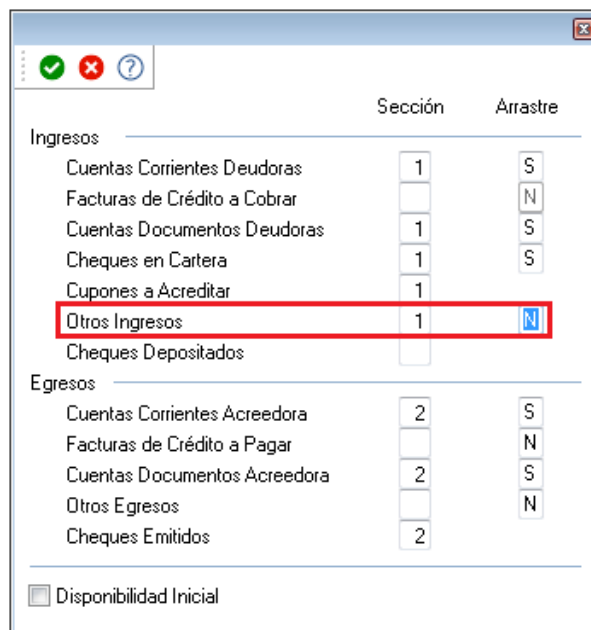 Sección Arrastre
Ingresos
Cuentas Corrientes Deudoras 1 S
Facturas de Crédito a Cobrar N
Cuentas Documentos Deudoras 1 S
Cheques en Cartera 1 S
Cupones a Acreditar 1
Otros Ingresos 1 N
Cheques Depositados
Egresos
Cuentas Corrientes Acreedora 2 S
Facturas de Crédito a Pagar N
Cuentas Documentos Acreedora 2 S
Otros Egresos N
Cheques Emitidos 2
Disponibilidad Inicial